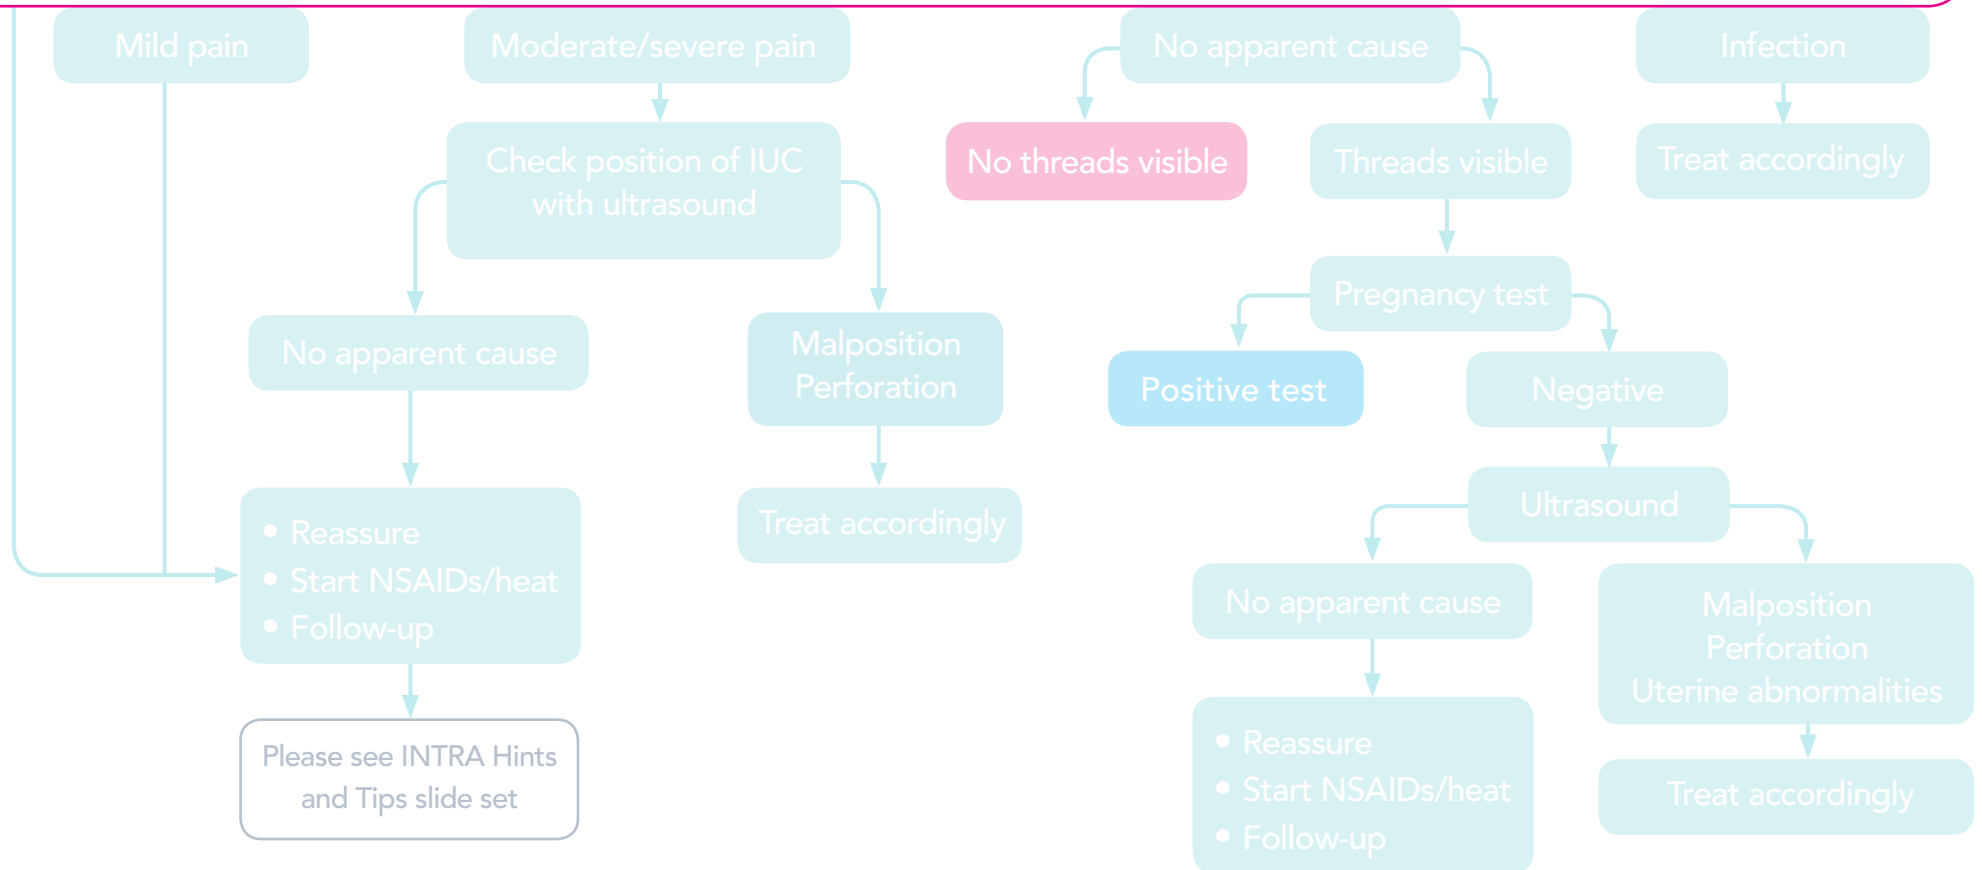 Mild pain
Moderate/severe pain
No apparent cause
Infection
Check position of IUC
with ultrasound
No threads visible
Threads visible
Treat accordingly
Pregnancy test
No apparent cause
Malposition
Perforation
Positive test
Negative
• Reassure
• Start NSAIDs/heat
• Follow-up
Treat accordingly
Ultrasound
No apparent cause
Malposition
Perforation
Uterine abnormalities
Please see INTRA Hints
and Tips slide set
• Reassure
• Start NSAIDs/heat
• Follow-up
Treat accordingly